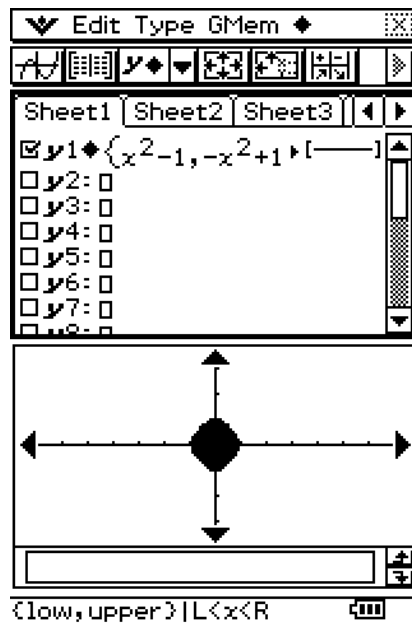 Edit Type GMem ◆
y◆
Sheet1 Sheet2 Sheet3
y1◆{x²-1,-x²+1▸[—]
y2:▯
y3:▯
y4:▯
y5:▯
y6:▯
y7:▯
y8:▯
{low,upper}|L<x<R